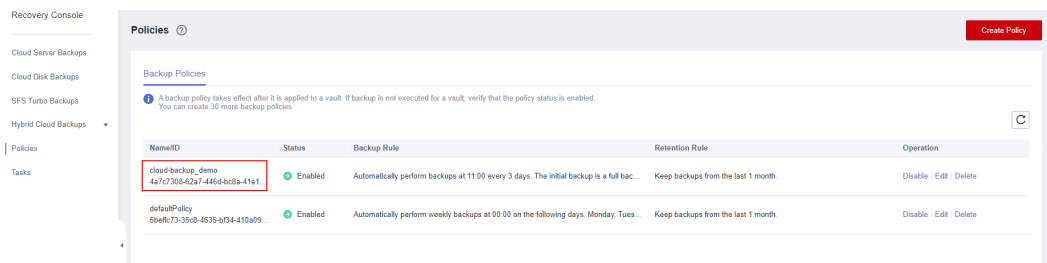 Recovery Console
Cloud Server Backups
Cloud Disk Backups
SFS Turbo Backups
Hybrid Cloud Backups
Policies
Tasks
Policies
Create Policy
Backup Policies
A backup policy takes effect after it is applied to a vault. If backup is not executed for a vault, verify that the policy status is enabled.
You can create 30 more backup policies.
Name/ID Status Backup Rule Retention Rule Operation
cloud-backup_demo
4a7c7308-62a7-446d-bc8a-41e1... Enabled Automatically perform backups at 11:00 every 3 days. The initial backup is a full bac... Keep backups from the last 1 month. Disable | Edit | Delete
defaultPolicy
5beffc73-35c8-4635-bf34-410a09... Enabled Automatically perform weekly backups at 00:00 on the following days: Monday, Tues... Keep backups from the last 1 month. Disable | Edit | Delete